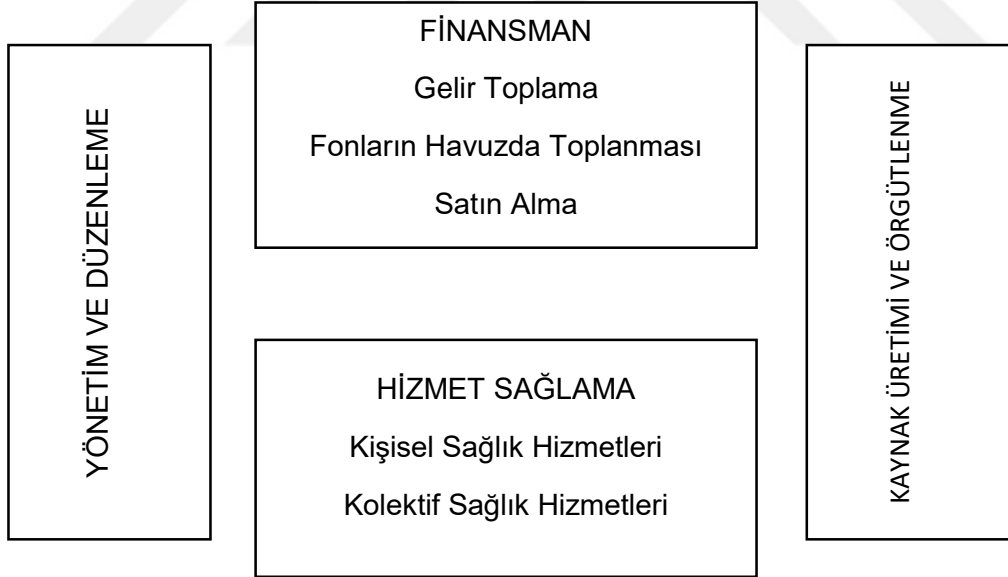 YÖNETİM VE DÜZENLEME
FİNANSMAN
Gelir Toplama
Fonların Havuzda Toplanması
Satın Alma
HİZMET SAĞLAMA
Kişisel Sağlık Hizmetleri
Kolektif Sağlık Hizmetleri
KAYNAK ÜRETİMİ VE ÖRGÜTLENME